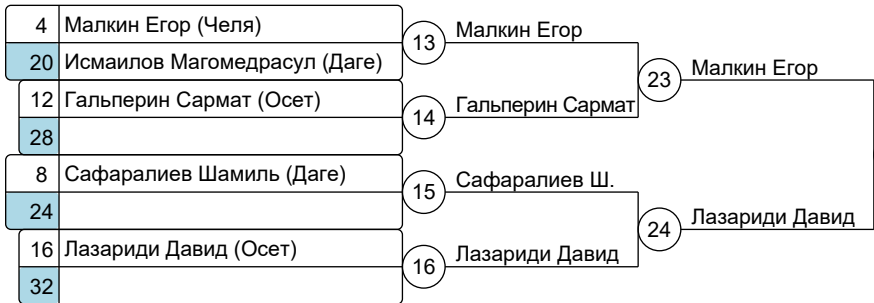 4 Малкин Егор (Челя)
20 Исмаилов Магомедрасул (Даге)
13 Малкин Егор
12 Гальперин Сармат (Осет)
28
14 Гальперин Сармат
23 Малкин Егор
8 Сафаралиев Шамиль (Даге)
24
15 Сафаралиев Ш.
16 Лазариди Давид (Осет)
32
16 Лазариди Давид
24 Лазариди Давид